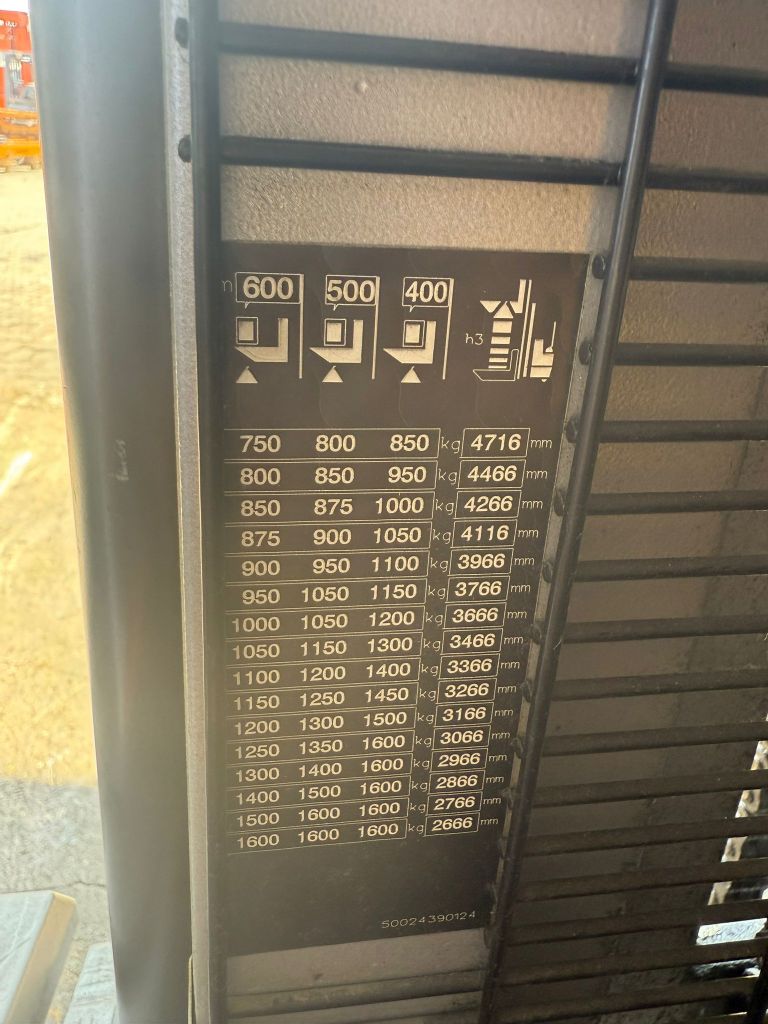 600 500 400
h3
750 800 850 kg 4716 mm
800 850 950 kg 4466 mm
850 875 1000 kg 4266 mm
875 900 1050 kg 4116 mm
900 950 1100 kg 3966 mm
950 1050 1150 kg 3766 mm
1000 1050 1200 kg 3666 mm
1050 1150 1300 kg 3466 mm
1100 1200 1400 kg 3366 mm
1150 1250 1450 kg 3266 mm
1200 1300 1500 kg 3166 mm
1250 1350 1600 kg 3066 mm
1300 1400 1600 kg 2966 mm
1400 1500 1600 kg 2866 mm
1500 1600 1600 kg 2766 mm
1600 1600 1600 kg 2666 mm
50024390124